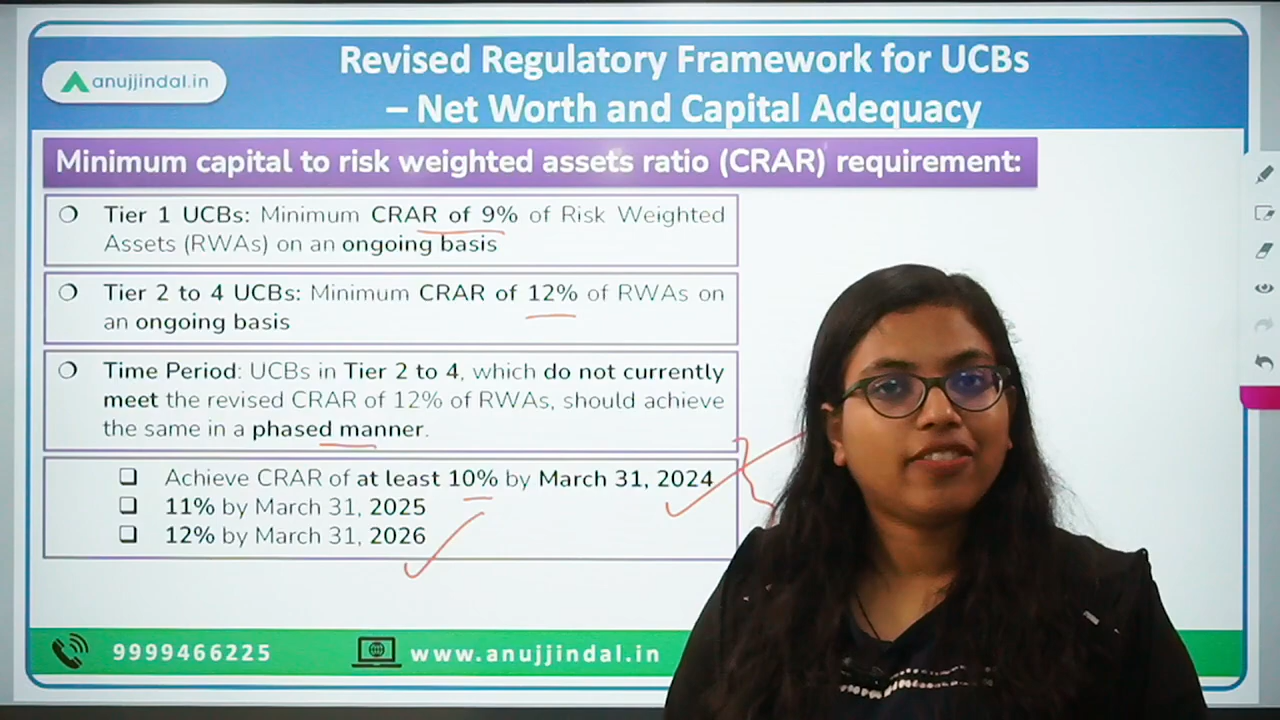 Revised Regulatory Framework for UCBs
– Net Worth and Capital Adequacy
anujjindal.in
Minimum capital to risk weighted assets ratio (CRAR) requirement:
Tier 1 UCBs: Minimum CRAR of 9% of Risk Weighted
Assets (RWAs) on an ongoing basis
Tier 2 to 4 UCBs: Minimum CRAR of 12% of RWAs on
an ongoing basis
Time Period: UCBs in Tier 2 to 4, which do not currently
meet the revised CRAR of 12% of RWAs, should achieve
the same in a phased manner.
Achieve CRAR of at least 10% by March 31, 2024
11% by March 31, 2025
12% by March 31, 2026
9999466225
www.anujjindal.in